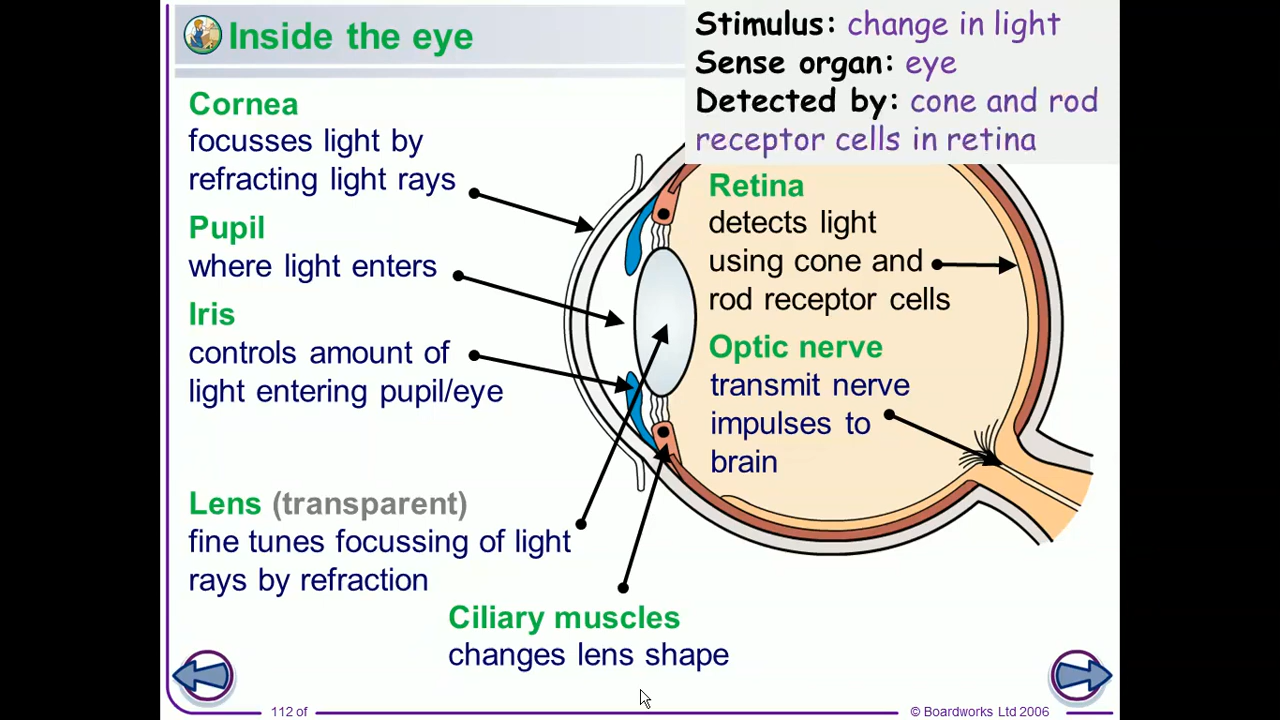 Inside the eye
Stimulus: change in light
Sense organ: eye
Detected by: cone and rod
receptor cells in retina
Cornea
focusses light by
refracting light rays
Pupil
where light enters
Iris
controls amount of
light entering pupil/eye
Lens (transparent)
fine tunes focussing of light
rays by refraction
Ciliary muscles
changes lens shape
Retina
detects light
using cone and
rod receptor cells
Optic nerve
transmit nerve
impulses to
brain
112 of
© Boardworks Ltd 2006